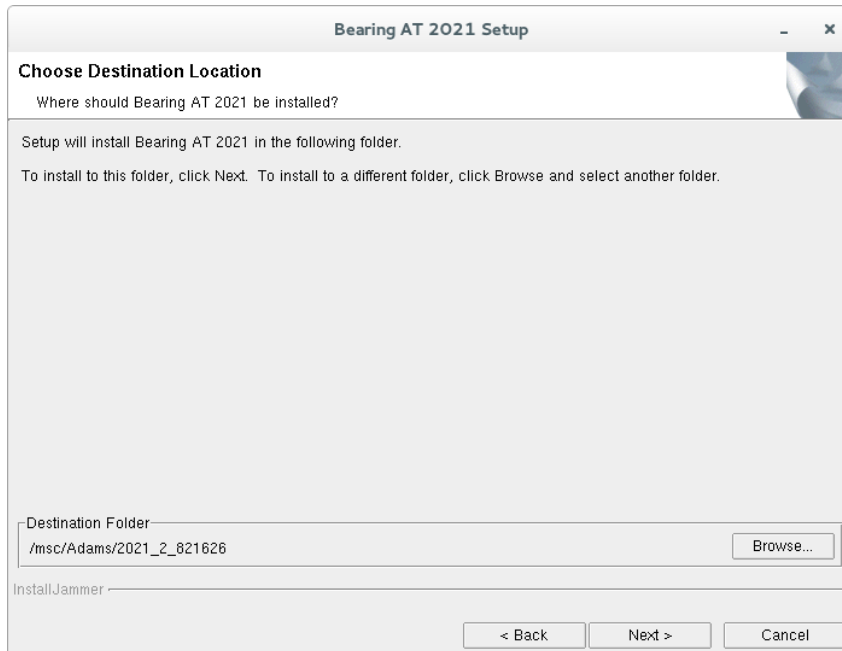 Bearing AT 2021 Setup
Choose Destination Location
Where should Bearing AT 2021 be installed?
Setup will install Bearing AT 2021 in the following folder.
To install to this folder, click Next. To install to a different folder, click Browse and select another folder.
Destination Folder
/msc/Adams/2021_2_821626
Browse...
InstallJammer
< Back
Next >
Cancel